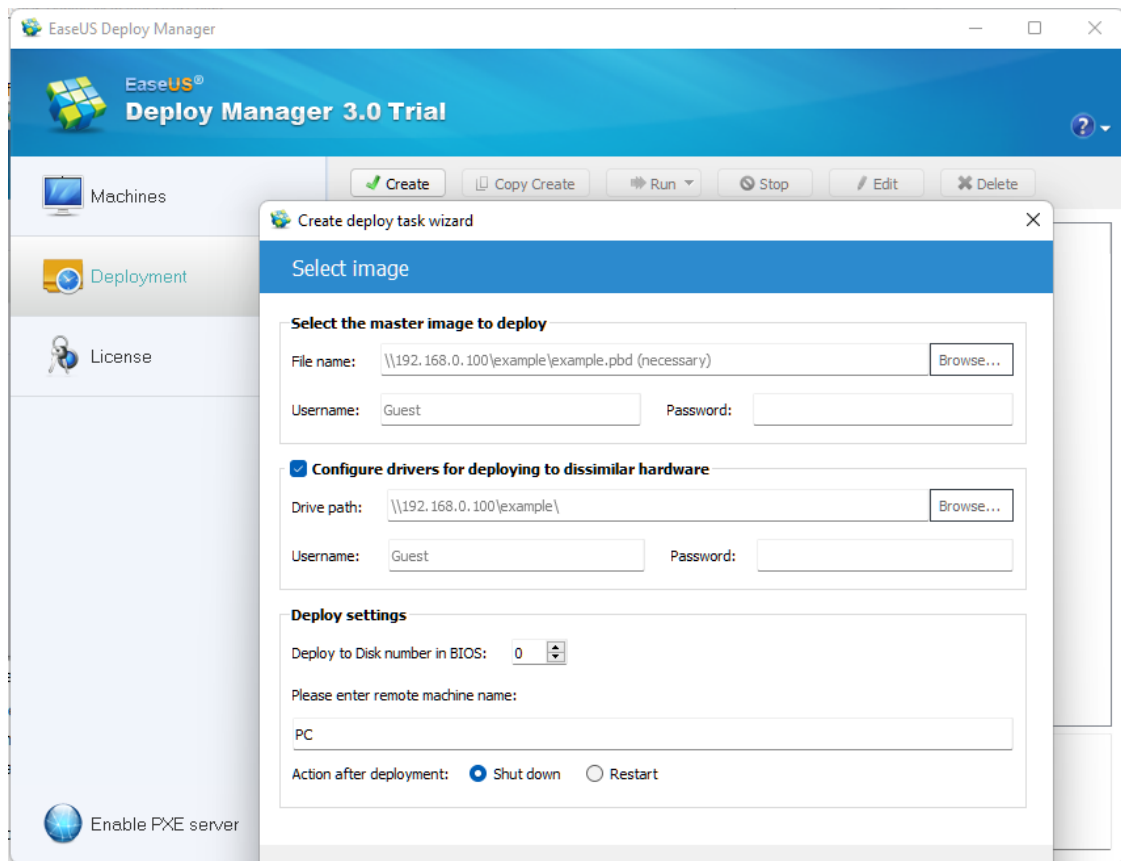 EaseUS Deploy Manager
EaseUS®
Deploy Manager 3.0 Trial
Machines
Deployment
License
Enable PXE server
Create Copy Create Run Stop Edit Delete
Create deploy task wizard
Select image
Select the master image to deploy
File name: \\192.168.0.100\example\example.pbd (necessary) Browse...
Username: Guest Password:
Configure drivers for deploying to dissimilar hardware
Drive path: \\192.168.0.100\example\ Browse...
Username: Guest Password:
Deploy settings
Deploy to Disk number in BIOS: 0
Please enter remote machine name:
PC
Action after deployment: Shut down Restart